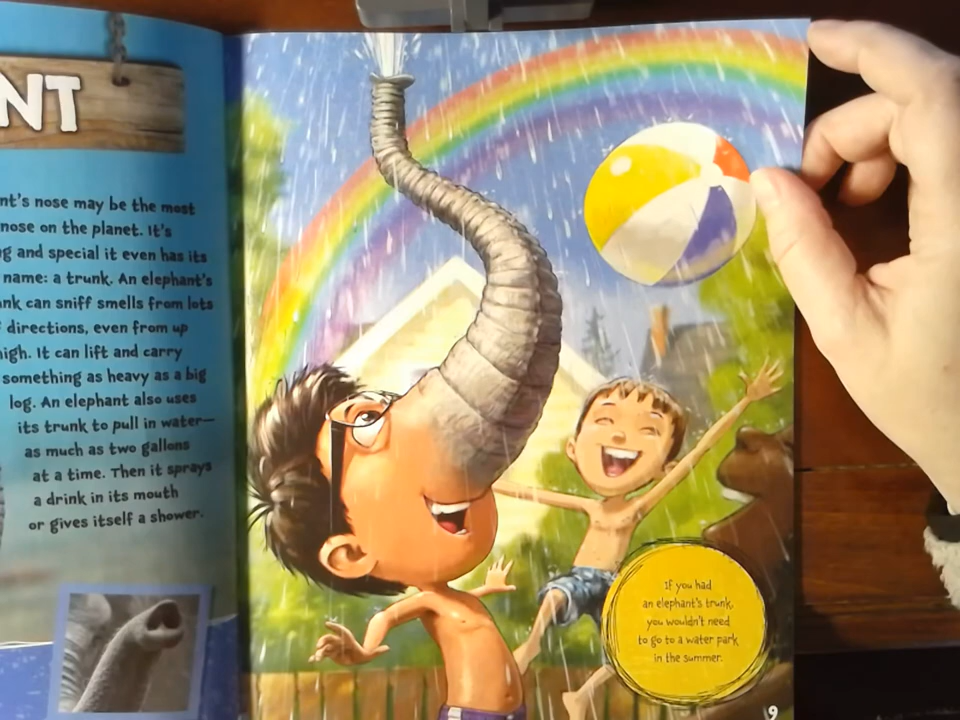 NT
nt's nose may be the most
nose on the planet. It's
g and special it even has its
name: a trunk. An elephant's
nk can sniff smells from lots
directions, even from up
igh. It can lift and carry
something as heavy as a big
log. An elephant also uses
its trunk to pull in water—
as much as two gallons
at a time. Then it sprays
a drink in its mouth
or gives itself a shower.
If you had
an elephant's trunk,
you wouldn't need
to go to a water park
in the summer.
9